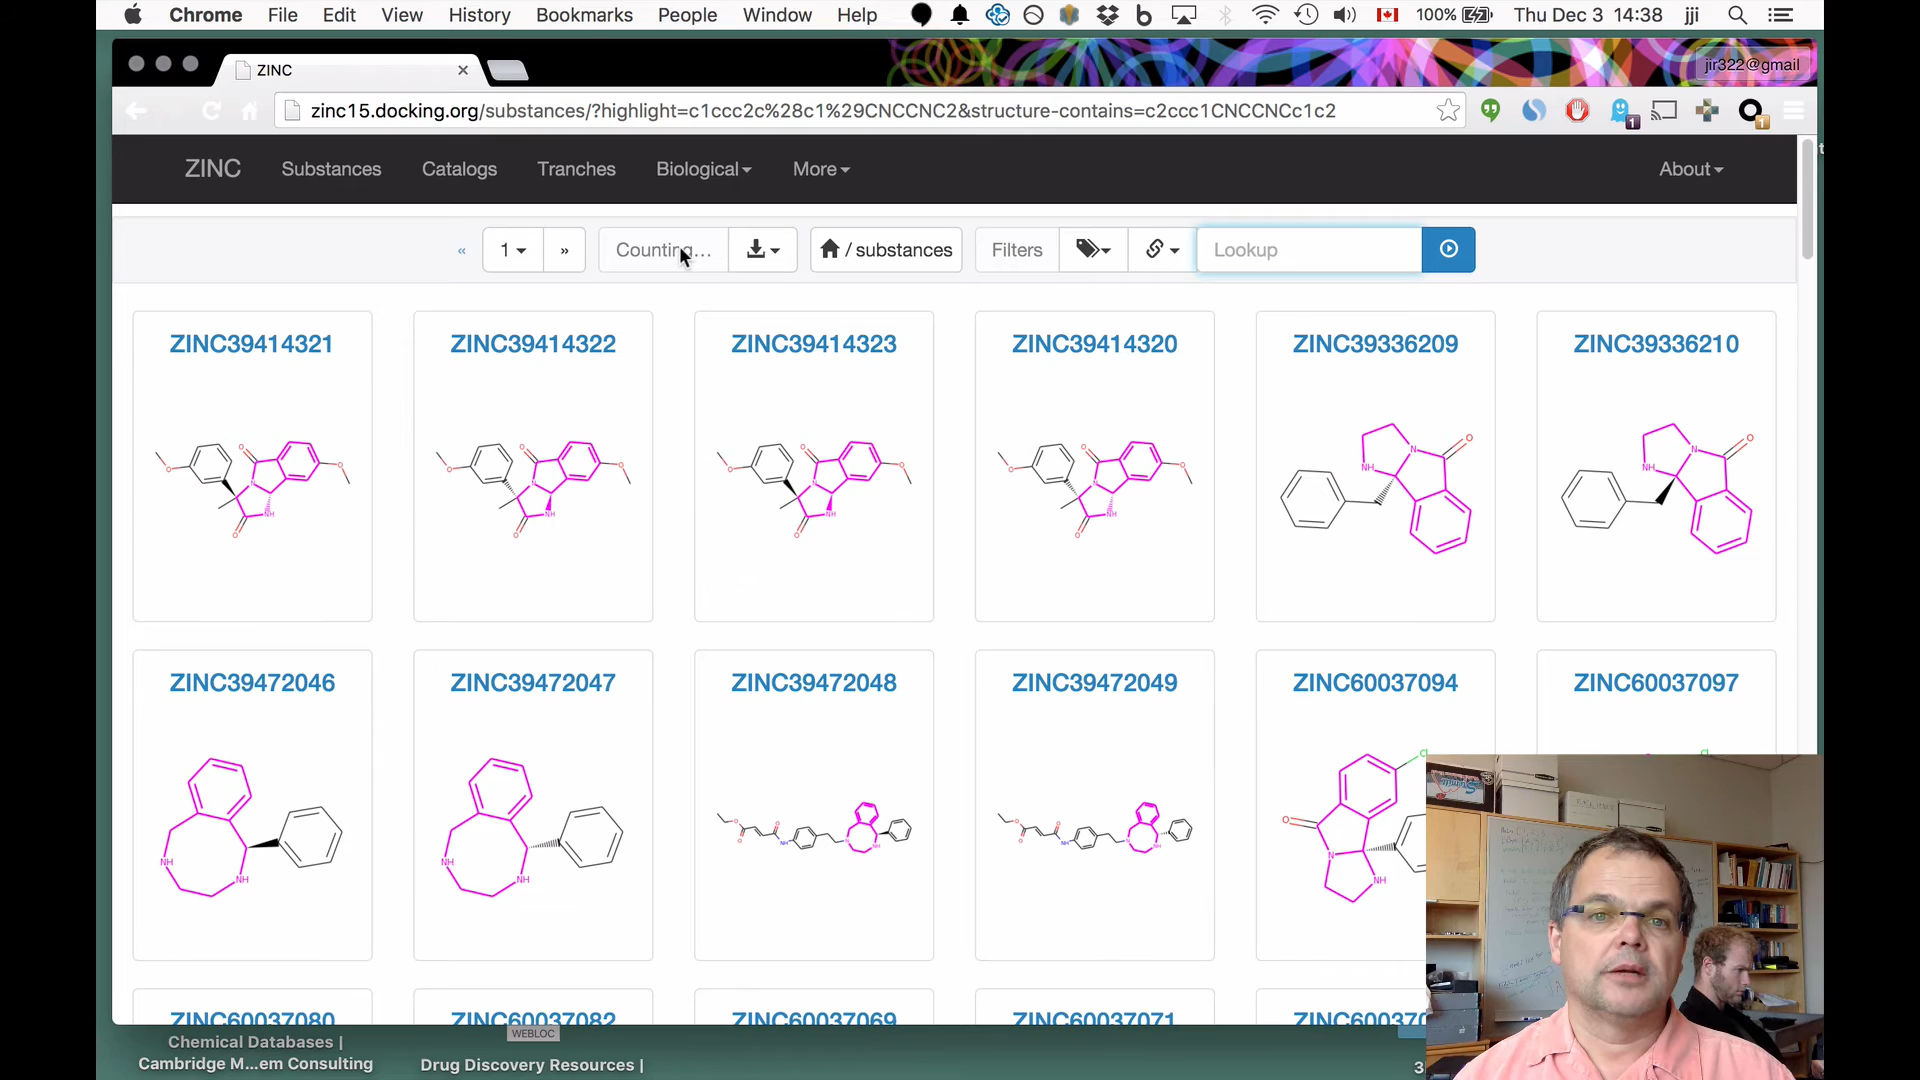 Chrome File Edit View History Bookmarks People Window Help 100% Thu Dec 3 14:38 jji
ZINC
jir322@gmail
zinc15.docking.org/substances/?highlight=c1ccc2c%28c1%29CNCCNC2&structure-contains=c2ccc1CNCCNCc1c2
ZINC Substances Catalogs Tranches Biological More About
« 1 » Counting... / substances Filters Lookup
ZINC39414321 ZINC39414322 ZINC39414323 ZINC39414320 ZINC39336209 ZINC39336210
ZINC39472046 ZINC39472047 ZINC39472048 ZINC39472049 ZINC60037094 ZINC60037097
ZINC60037080 ZINC60037082 ZINC60037069 ZINC60037071
WEBLOC
Chemical Databases |
Cambridge M...em Consulting
Drug Discovery Resources |